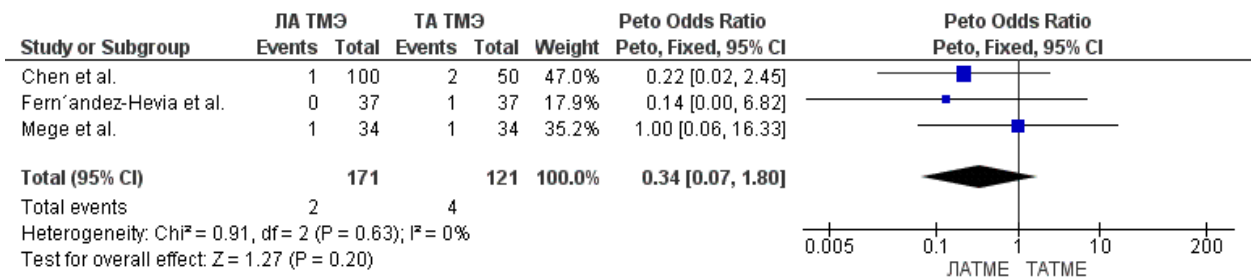 ЛА ТМЭ ТА ТМЭ Peto Odds Ratio Peto Odds Ratio
Study or Subgroup Events Total Events Total Weight Peto, Fixed, 95% CI Peto, Fixed, 95% CI
Chen et al. 1 100 2 50 47.0% 0.22 [0.02, 2.45]
Fern´andez-Hevia et al. 0 37 1 37 17.9% 0.14 [0.00, 6.82]
Mege et al. 1 34 1 34 35.2% 1.00 [0.06, 16.33]
Total (95% CI) 171 121 100.0% 0.34 [0.07, 1.80]
Total events 2 4
Heterogeneity: Chi² = 0.91, df = 2 (P = 0.63); I² = 0%
Test for overall effect: Z = 1.27 (P = 0.20)
0.005 0.1 1 10 200
ЛАТМЕ ТАТМЕ